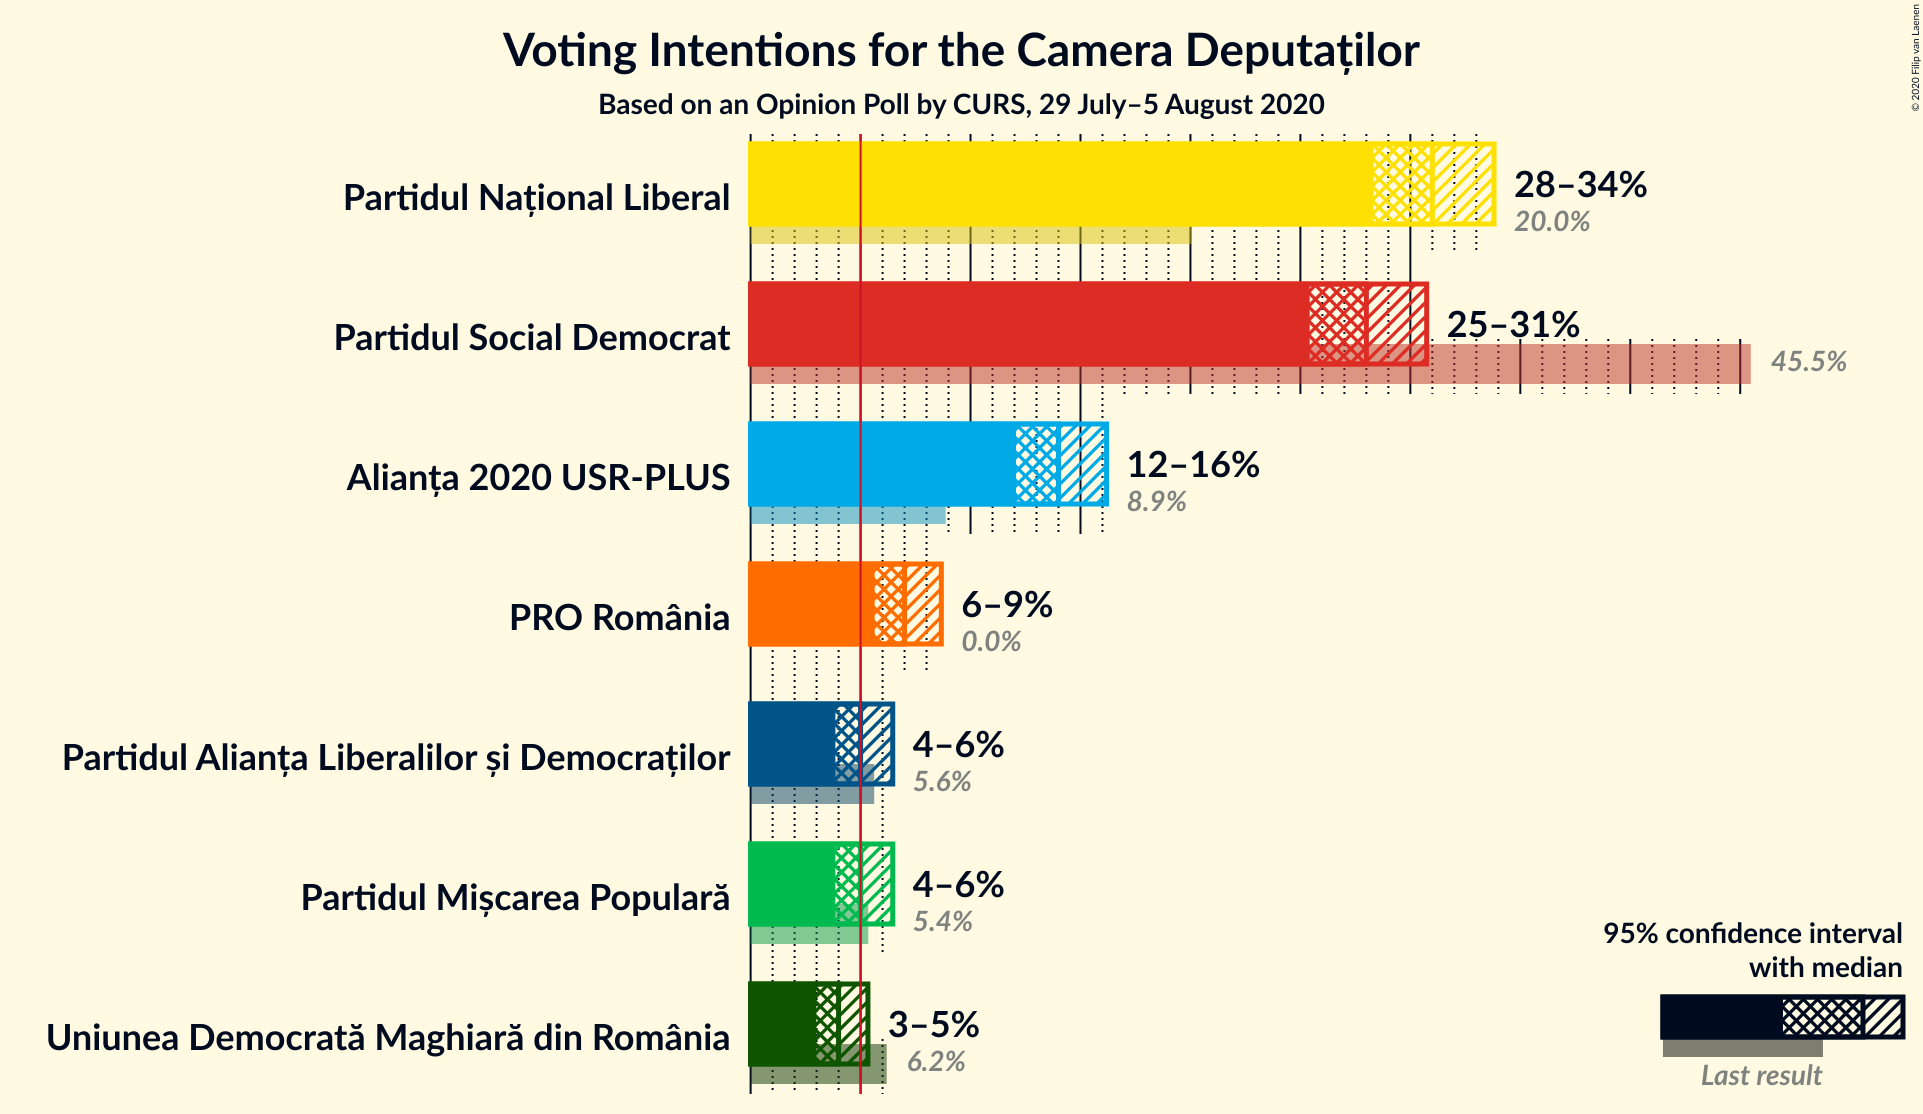 Voting Intentions for the Camera Deputaților
Based on an Opinion Poll by CURS, 29 July–5 August 2020
© 2020 Filip van Laenen
Partidul Național Liberal
28–34%
20.0%
Partidul Social Democrat
25–31%
45.5%
Alianța 2020 USR-PLUS
12–16%
8.9%
PRO România
6–9%
0.0%
Partidul Alianța Liberalilor și Democraților
4–6%
5.6%
Partidul Mișcarea Populară
4–6%
5.4%
Uniunea Democrată Maghiară din România
3–5%
6.2%
95% confidence interval
with median
Last result